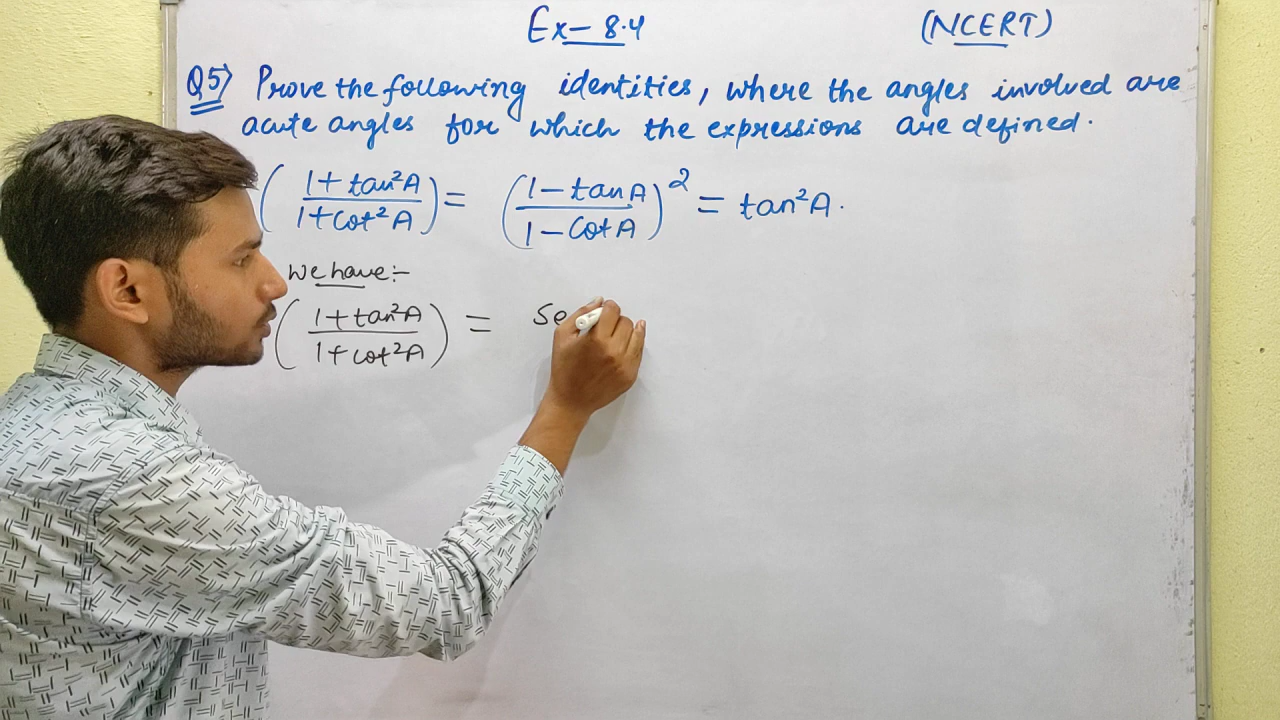 Ex- 8.4 (NCERT)
Q5) Prove the following identities, where the angles involved are
acute angles for which the expressions are defined.
(1+tan²A / 1+cot²A) = (1-tanA / 1-cotA)² = tan²A.
We have:-
(1+tan²A / 1+cot²A) = Se